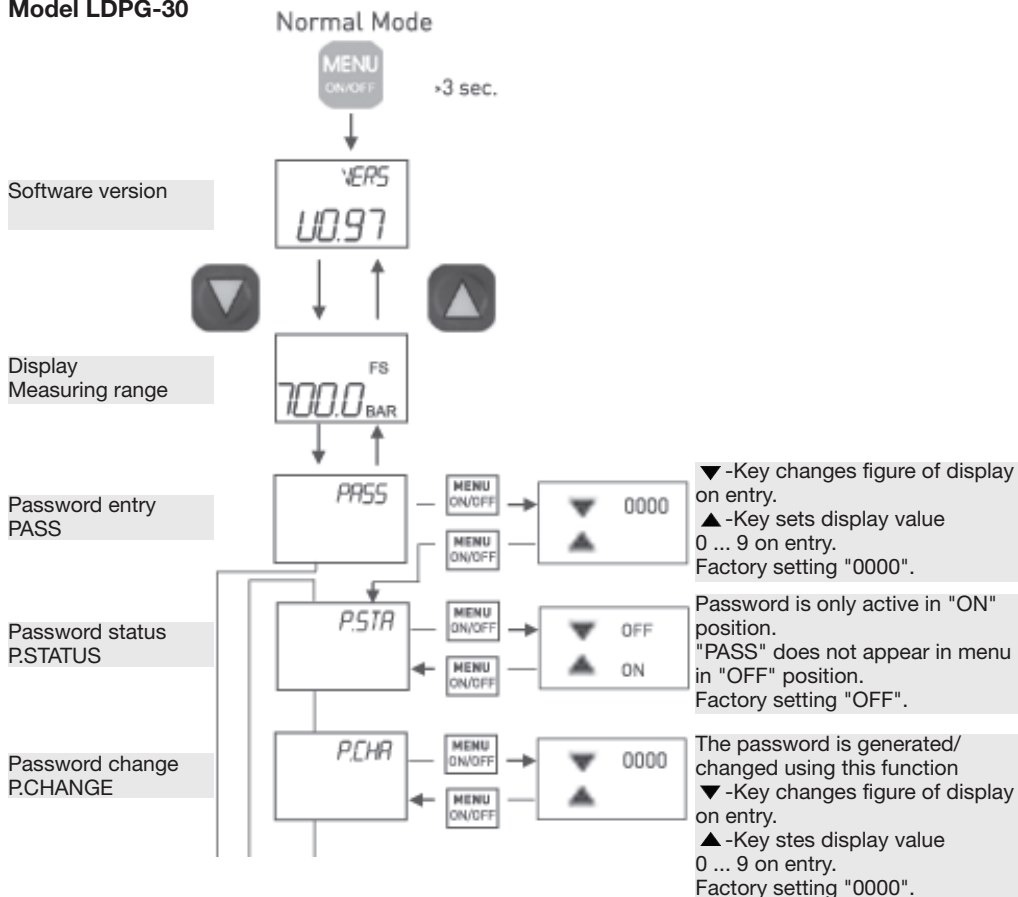 Model LDPG-30
Normal Mode
MENU
ON/OFF
>3 sec.
Software version
VERS
U0.97
Display
Measuring range
FS
700.0 BAR
Password entry
PASS
PASS
MENU
ON/OFF
0000
MENU
ON/OFF
▼-Key changes figure of display
on entry.
▲-Key sets display value
0 ... 9 on entry.
Factory setting "0000".
Password status
P.STATUS
P.STA
MENU
ON/OFF
OFF
MENU
ON/OFF
ON
Password is only active in "ON"
position.
"PASS" does not appear in menu
in "OFF" position.
Factory setting "OFF".
Password change
P.CHANGE
P.CHA
MENU
ON/OFF
0000
MENU
ON/OFF
The password is generated/
changed using this function
▼-Key changes figure of display
on entry.
▲-Key stes display value
0 ... 9 on entry.
Factory setting "0000".